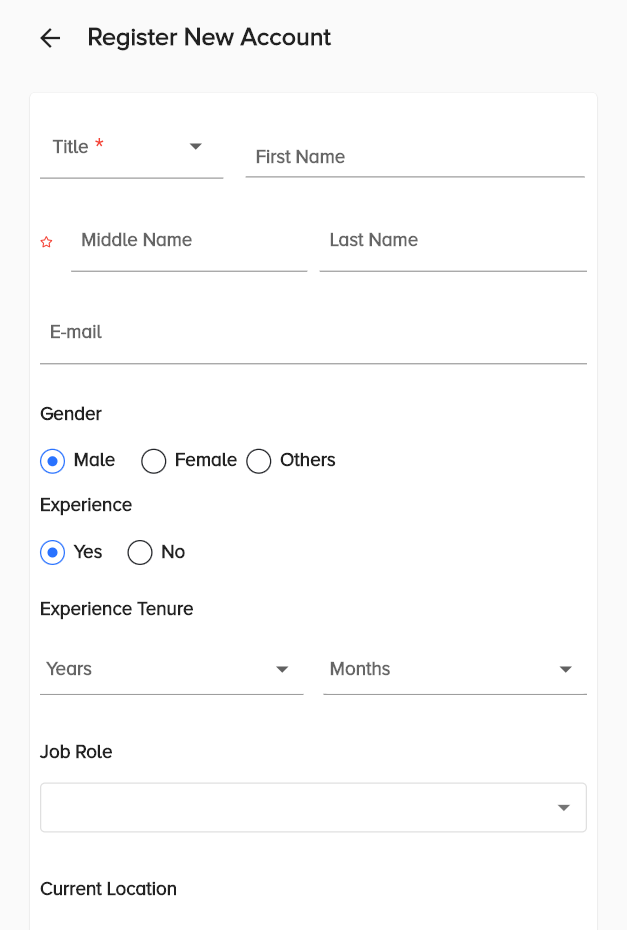 Register New Account
Title *
First Name
Middle Name
Last Name
E-mail
Gender
Male
Female
Others
Experience
Yes
No
Experience Tenure
Years
Months
Job Role
Current Location